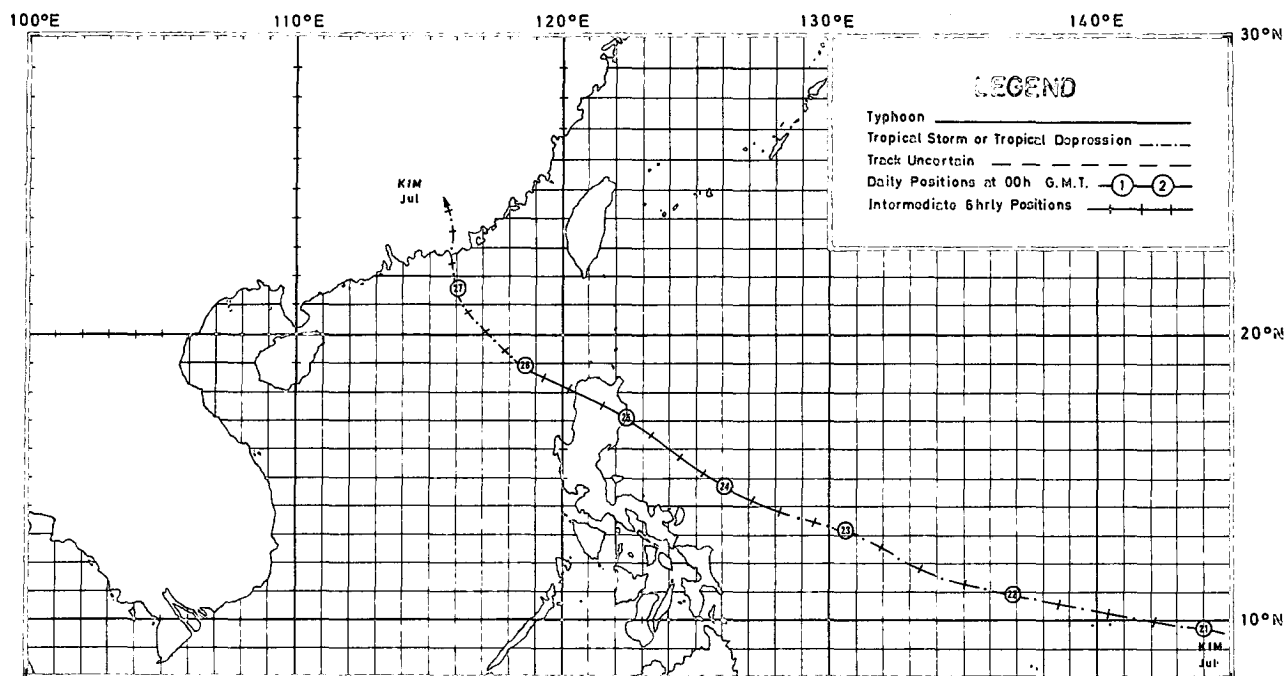 100°E 110°E 120°E 130°E 140°E
30°N
LEGEND
Typhoon
Tropical Storm or Tropical Depression
Track Uncertain
Daily Positions at 00h G.M.T. 1 2
Intermediate 6hrly Positions
KIM
Jul
27
20°N
26
25
24
23
22
10°N
21
KIM
Jul